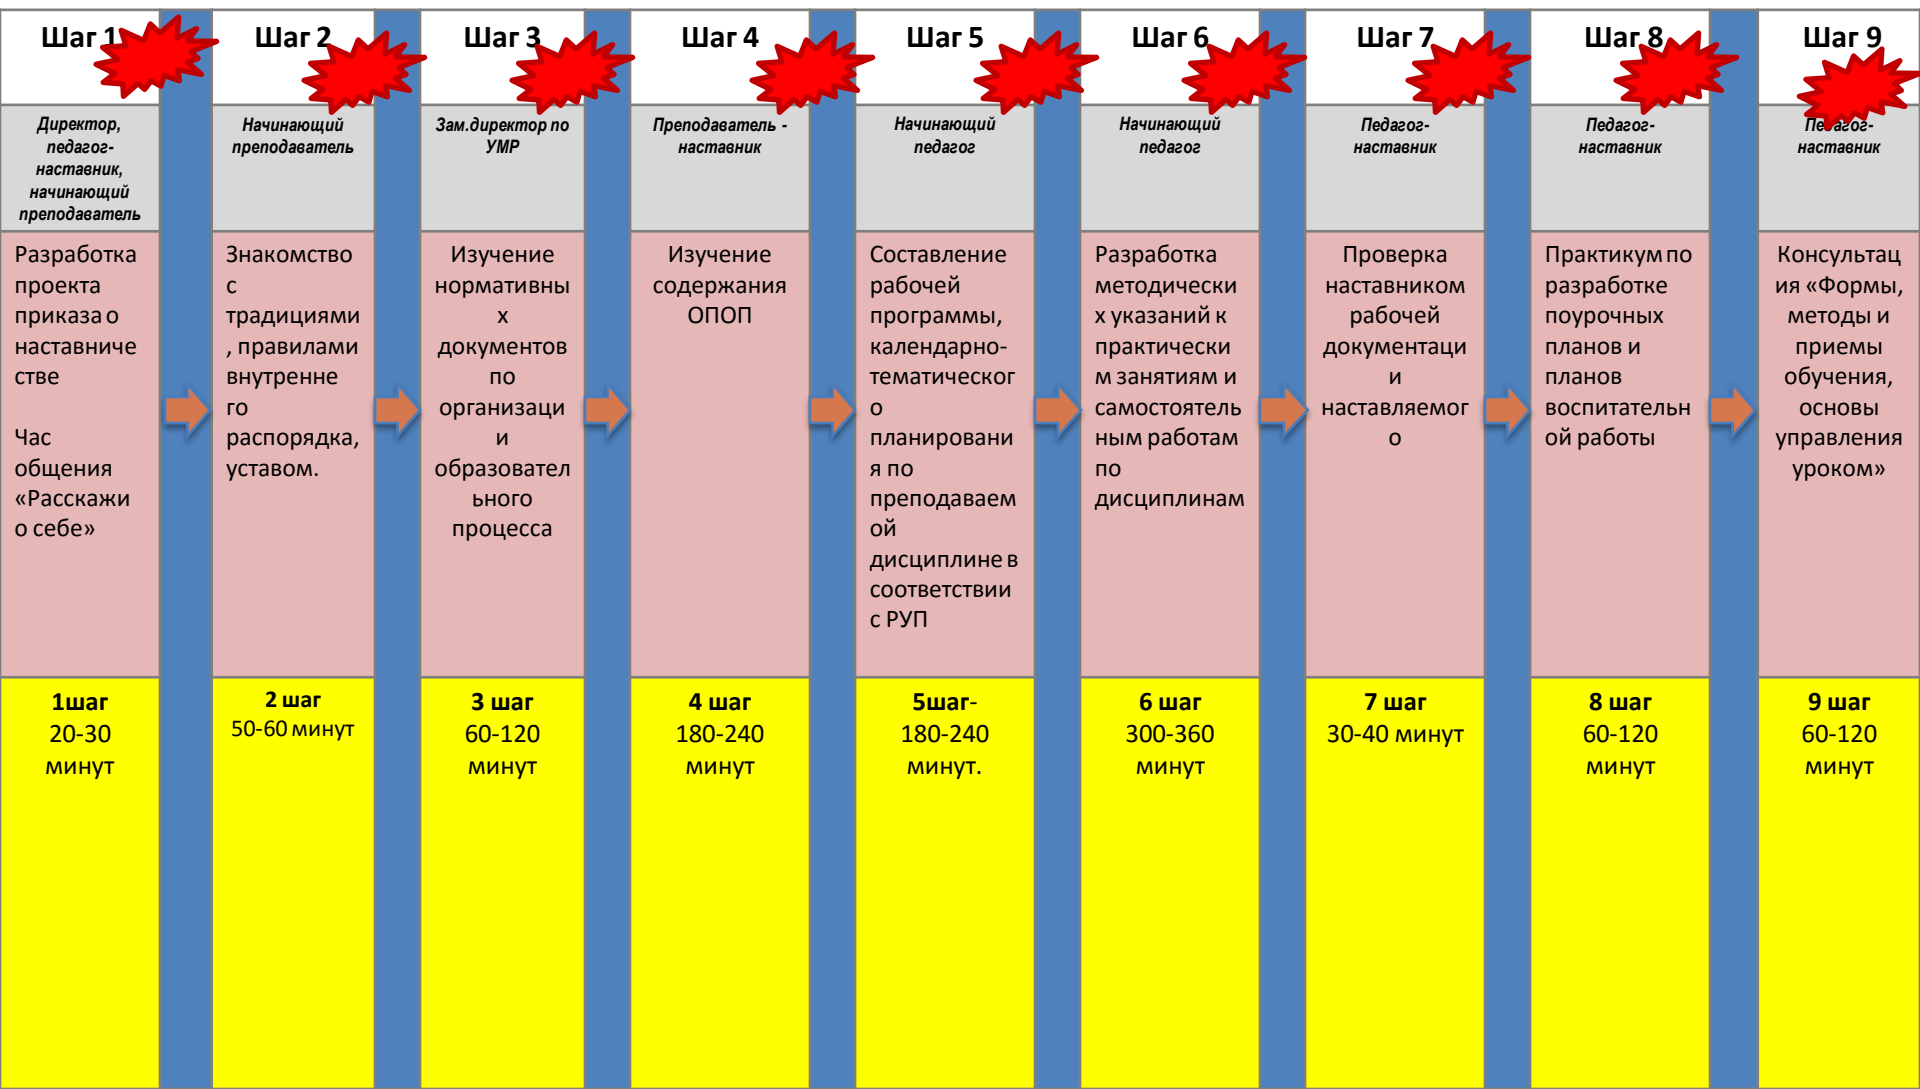 Шаг 1
Шаг 2
Шаг 3
Шаг 4
Шаг 5
Шаг 6
Шаг 7
Шаг 8
Шаг 9
Директор,
педагог-
наставник,
начинающий
преподаватель
Начинающий
преподаватель
Зам.директор по
УМР
Преподаватель -
наставник
Начинающий
педагог
Начинающий
педагог
Педагог-
наставник
Педагог-
наставник
Педагог-
наставник
Разработка
проекта
приказа о
наставниче
стве
Час
общения
«Расскажи
о себе»
Знакомство
с
традициями
, правилами
внутренне
го
распорядка,
уставом.
Изучение
нормативны
х
документов
по
организаци
и
образовател
ьного
процесса
Изучение
содержания
ОПОП
Составление
рабочей
программы,
календарно-
тематическог
о
планировани
я по
преподаваем
ой
дисциплине в
соответствии
с РУП
Разработка
методически
х указаний к
практически
м занятиям и
самостоятель
ным работам
по
дисциплинам
Проверка
наставником
рабочей
документаци
и
наставляемог
о
Практикум по
разработке
поурочных
планов и
планов
воспитательн
ой работы
Консультац
ия «Формы,
методы и
приемы
обучения,
основы
управления
уроком»
1шаг
20-30
минут
2 шаг
50-60 минут
3 шаг
60-120
минут
4 шаг
180-240
минут
5шаг-
180-240
минут.
6 шаг
300-360
минут
7 шаг
30-40 минут
8 шаг
60-120
минут
9 шаг
60-120
минут